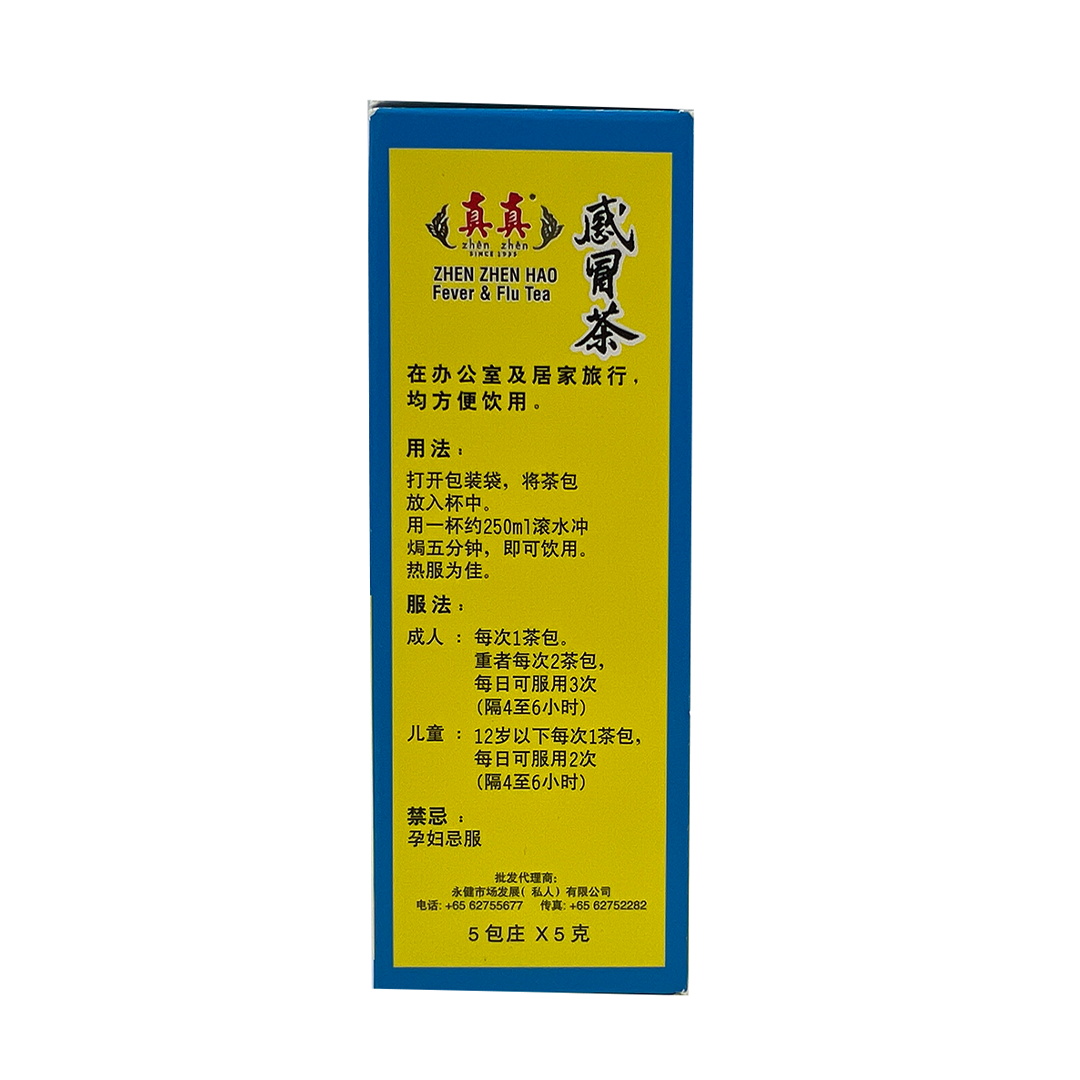 真真
zhēn zhēn
SINCE 1955
ZHEN ZHEN HAO
Fever & Flu Tea
感冒茶
在办公室及居家旅行，
均方便饮用。
用法：
打开包装袋，将茶包
放入杯中。
用一杯约250ml滚水冲
焗五分钟，即可饮用。
热服为佳。
服法：
成人 ： 每次1茶包。
重者每次2茶包，
每日可服用3次
(隔4至6小时)
儿童 ： 12岁以下每次1茶包，
每日可服用2次
(隔4至6小时)
禁忌 ：
孕妇忌服
批发代理商:
永健市场发展( 私人 ) 有限公司
电话: +65 62755677 传真: +65 62752282
5 包庄 X 5 克